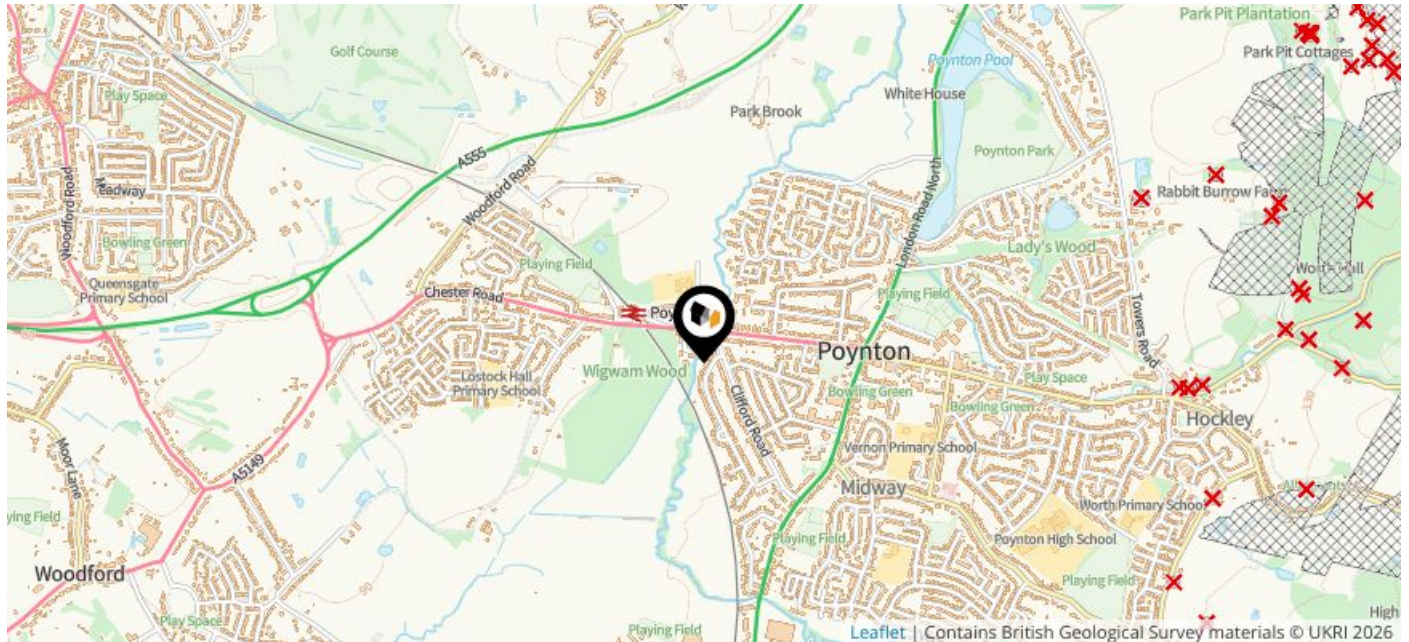 Park Pit Plantation
Golf Course
Poynton Pool
Park Pit Cottages
White House
Play Space
Park Brook
A555
Poynton Park
Woodford Road
Woodford Road
Meadway
London Road North
Rabbit Burrow Farm
Bowling Green
Lady's Wood
Playing Field
Queensgate
Primary School
Chester Road
Playing Field
Towers Road
Poynton
Wigwam Wood
Lostock Hall
Primary School
Play Space
Bowling Green
Bowling Green
Clifford Road
Hockley
130
Vernon Primary School
Moor Lane
A5149
Midway
Worth Primary School
Playing Field
Poynton High School
Woodford
Playing Field
Play Space
Playing Field
High
Leaflet | Contains British Geological Survey materials © UKRI 2026